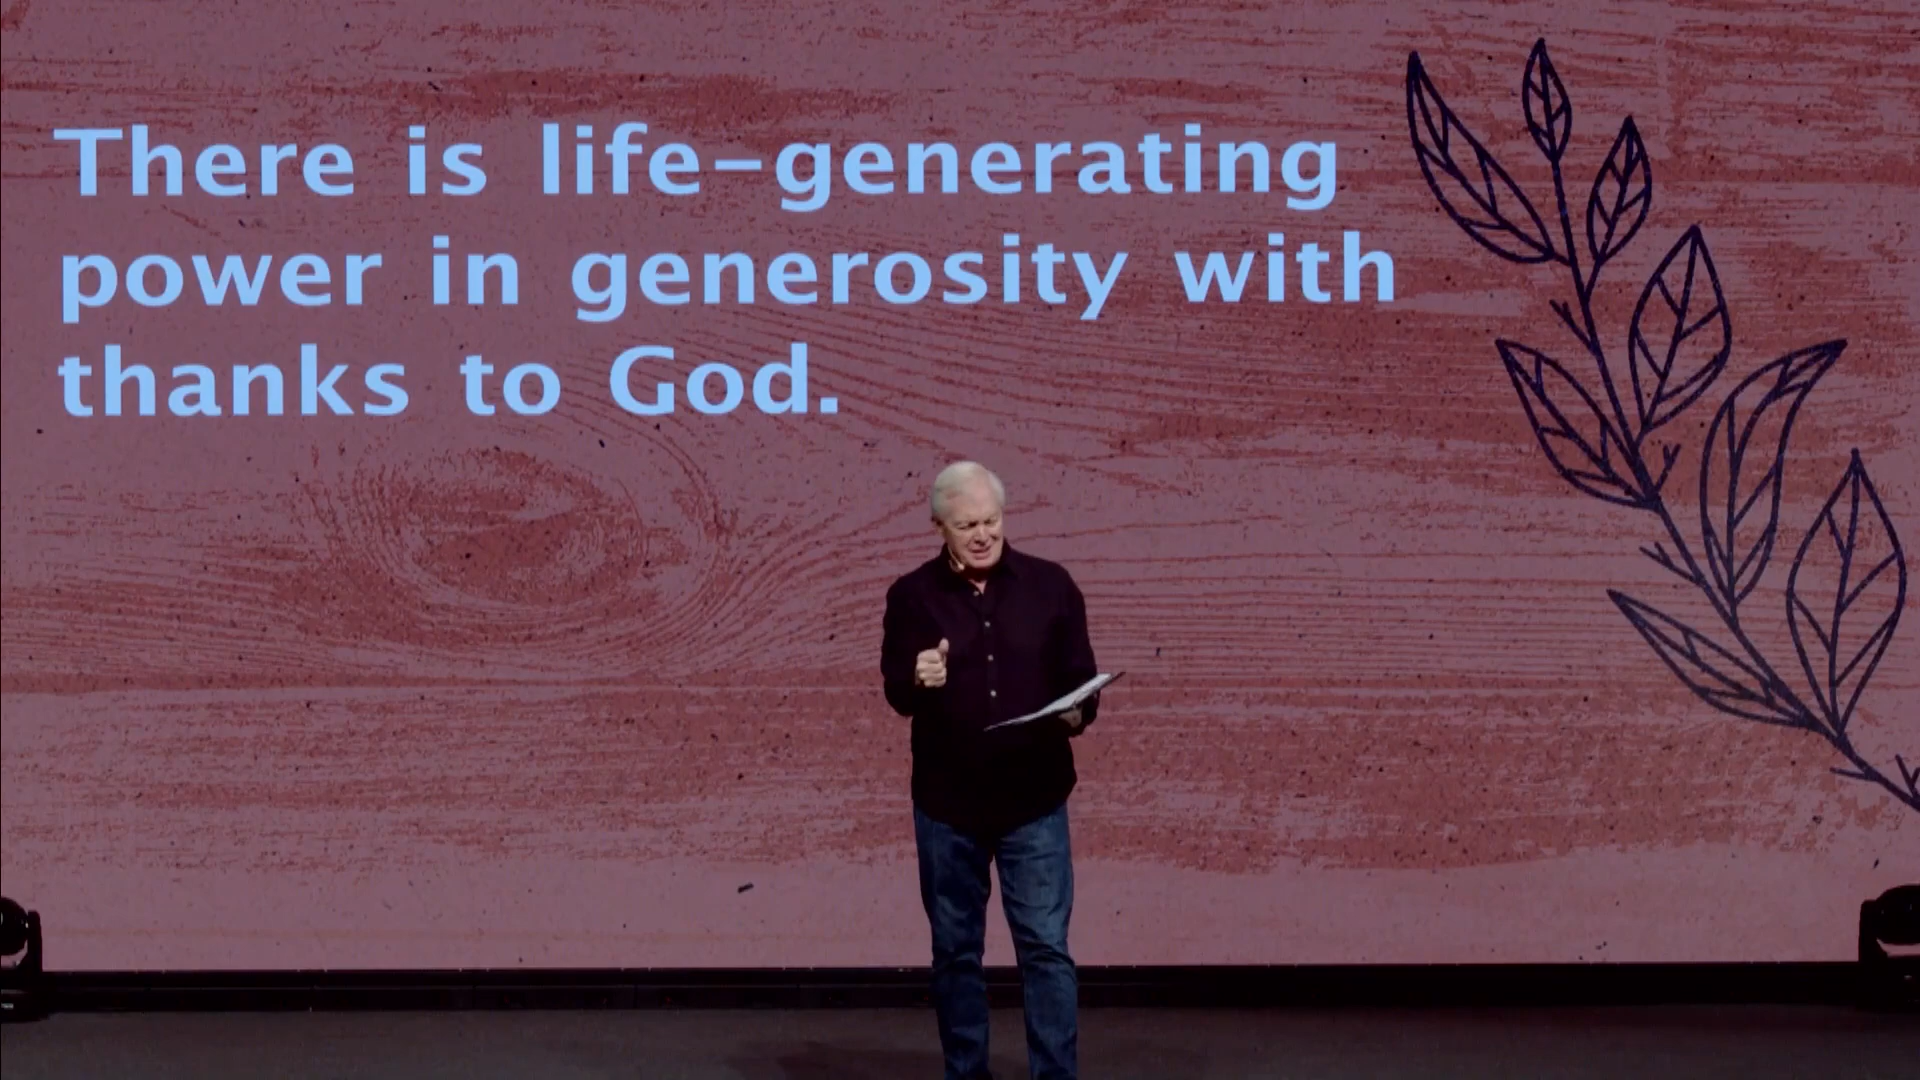 There is life-generating
power in generosity with
thanks to God.